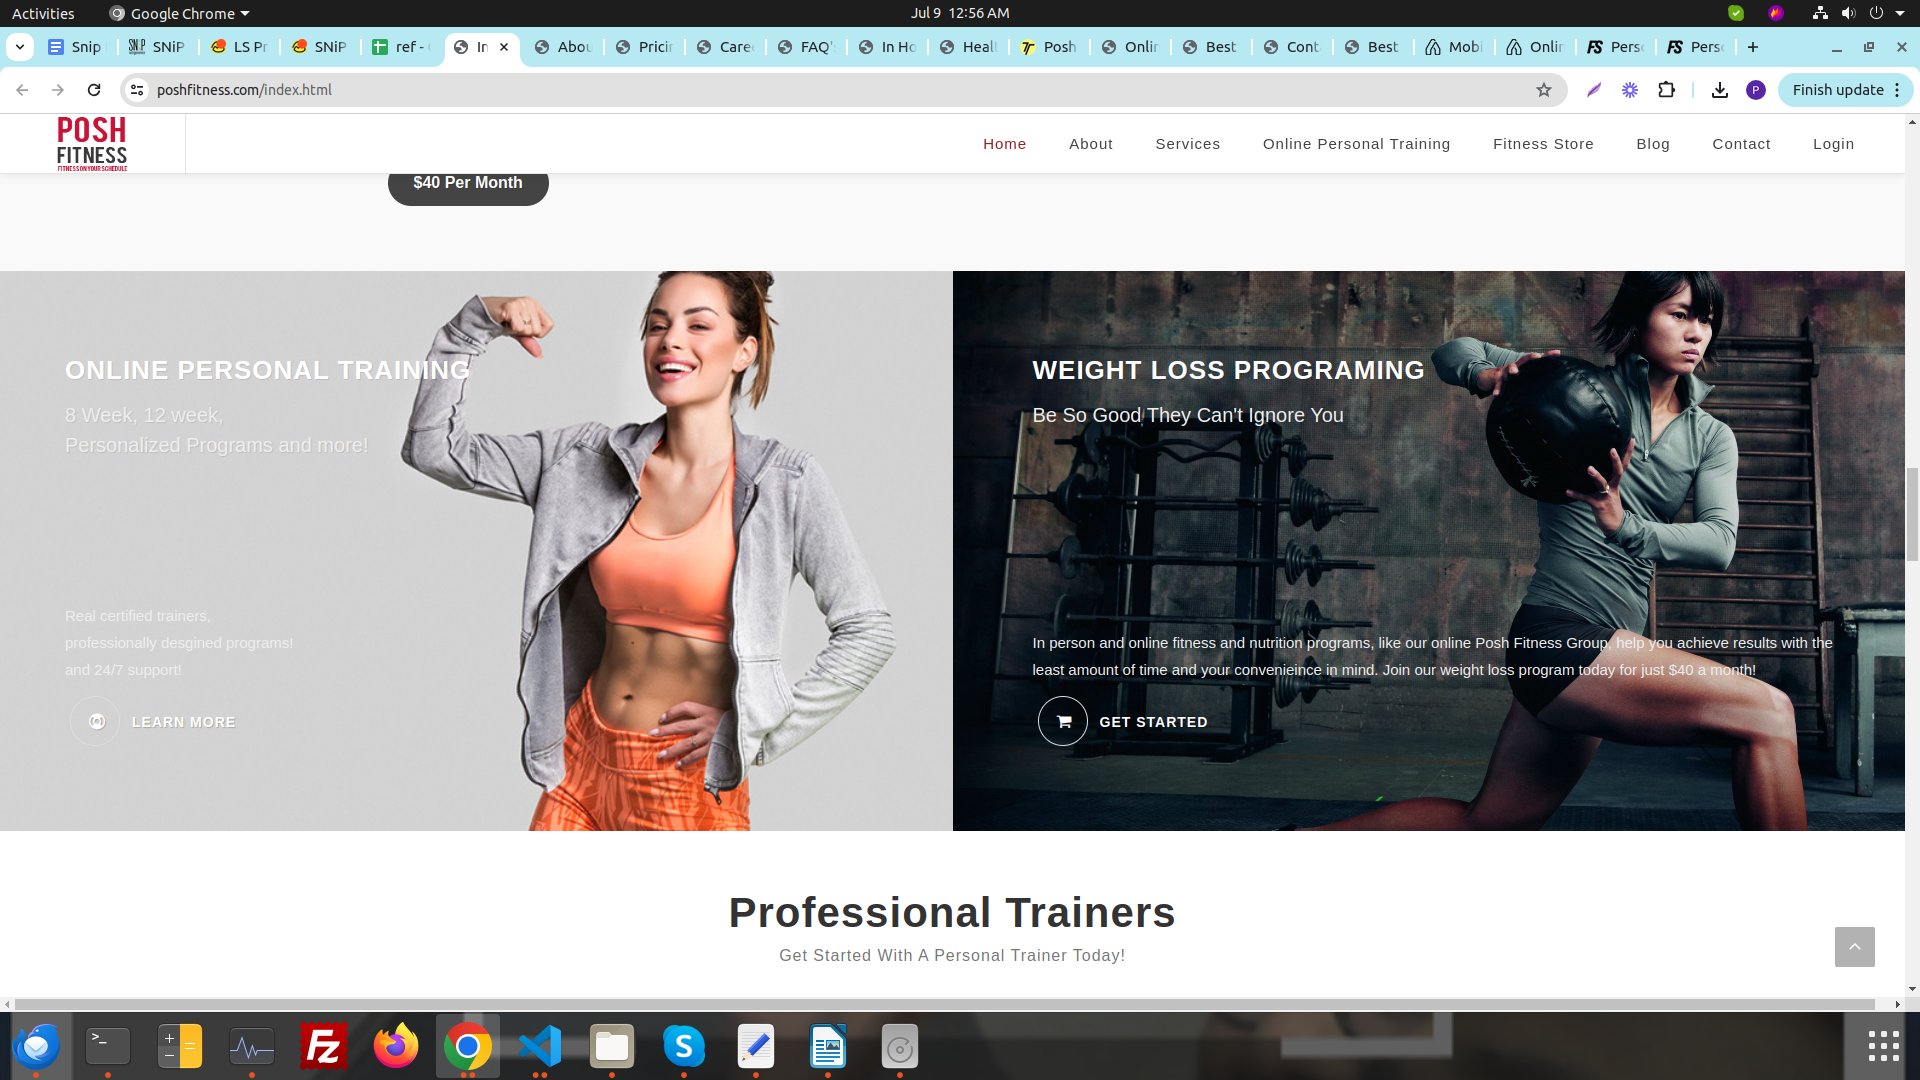 Activities
Google Chrome
Jul 9 12:56 AM
Snip
SNiP
LS Pr
SNiP
ref -
In
Abou
Pricin
Caree
FAQ'
In Ho
Healt
Posh
Onlin
Best
Cont
Best
Mobi
Onlin
Perso
Perso
poshfitness.com/index.html
P
Finish update
POSH
FITNESS
FITNESS ON YOUR SCHEDULE
Home
About
Services
Online Personal Training
Fitness Store
Blog
Contact
Login
$40 Per Month
ONLINE PERSONAL TRAINING
8 Week, 12 week,
Personalized Programs and more!
Real certified trainers,
professionally desgined programs!
and 24/7 support!
LEARN MORE
WEIGHT LOSS PROGRAMING
Be So Good They Can't Ignore You
In person and online fitness and nutrition programs, like our online Posh Fitness Group, help you achieve results with the
least amount of time and your convenieince in mind. Join our weight loss program today for just $40 a month!
GET STARTED
Professional Trainers
Get Started With A Personal Trainer Today!